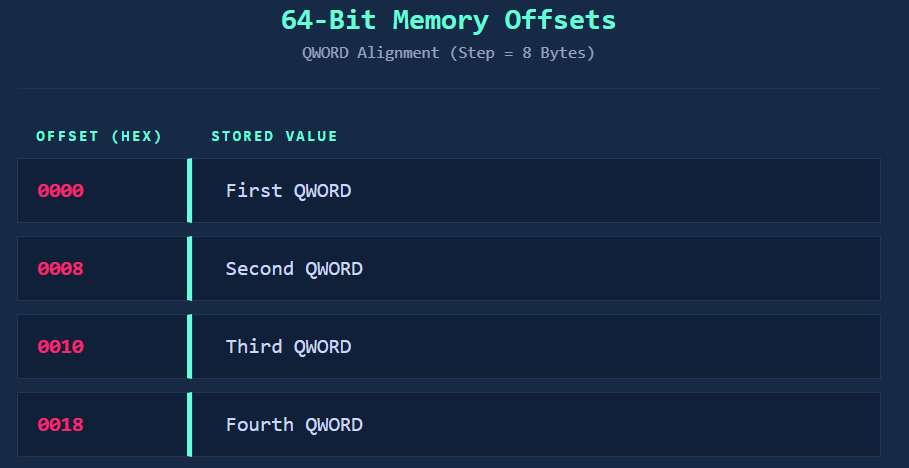 64-Bit Memory Offsets
QWORD Alignment (Step = 8 Bytes)
OFFSET (HEX) STORED VALUE
0000 First QWORD
0008 Second QWORD
0010 Third QWORD
0018 Fourth QWORD